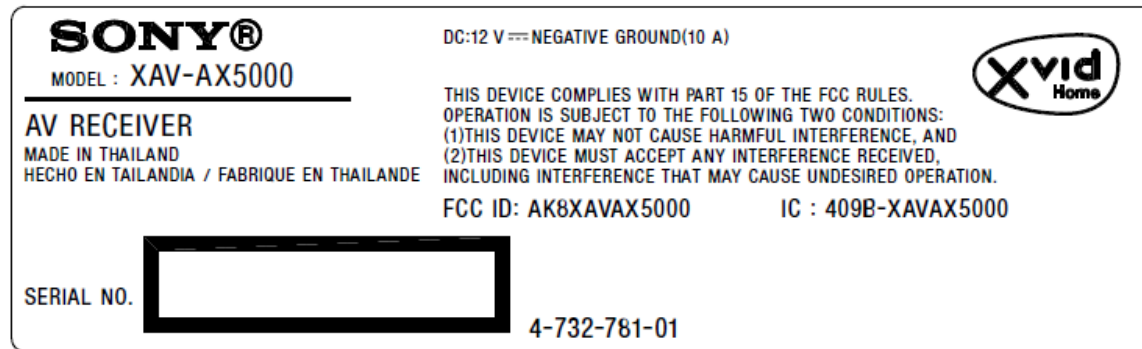 SONY®
MODEL : XAV-AX5000
AV RECEIVER
MADE IN THAILAND
HECHO EN TAILANDIA / FABRIQUE EN THAILANDE
SERIAL NO.
DC:12 V ⎓ NEGATIVE GROUND(10 A)
THIS DEVICE COMPLIES WITH PART 15 OF THE FCC RULES.
OPERATION IS SUBJECT TO THE FOLLOWING TWO CONDITIONS:
(1)THIS DEVICE MAY NOT CAUSE HARMFUL INTERFERENCE, AND
(2)THIS DEVICE MUST ACCEPT ANY INTERFERENCE RECEIVED,
INCLUDING INTERFERENCE THAT MAY CAUSE UNDESIRED OPERATION.
FCC ID: AK8XAVAX5000 IC : 409B-XAVAX5000
4-732-781-01
xvid
Home